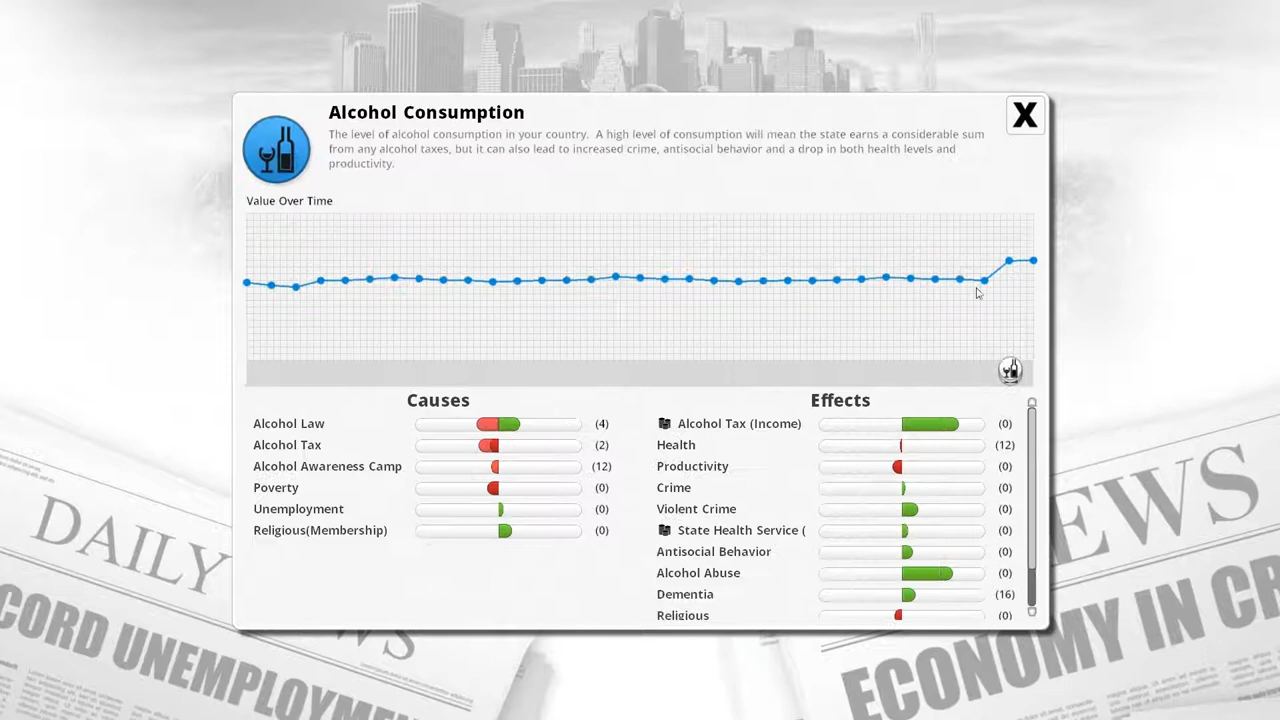 Alcohol Consumption
X
The level of alcohol consumption in your country. A high level of consumption will mean the state earns a considerable sum
from any alcohol taxes, but it can also lead to increased crime, antisocial behavior and a drop in both health levels and
productivity.
Value Over Time
Causes
Alcohol Law (4)
Alcohol Tax (2)
Alcohol Awareness Camp (12)
Poverty (0)
Unemployment (0)
Religious(Membership) (0)
Effects
Alcohol Tax (Income) (0)
Health (12)
Productivity (0)
Crime (0)
Violent Crime (0)
State Health Service ( (0)
Antisocial Behavior (0)
Alcohol Abuse (0)
Dementia (16)
Religious (0)
DAILY
NEWS
CORD UNEMPLOYM
EWS
ECONOMY IN CR